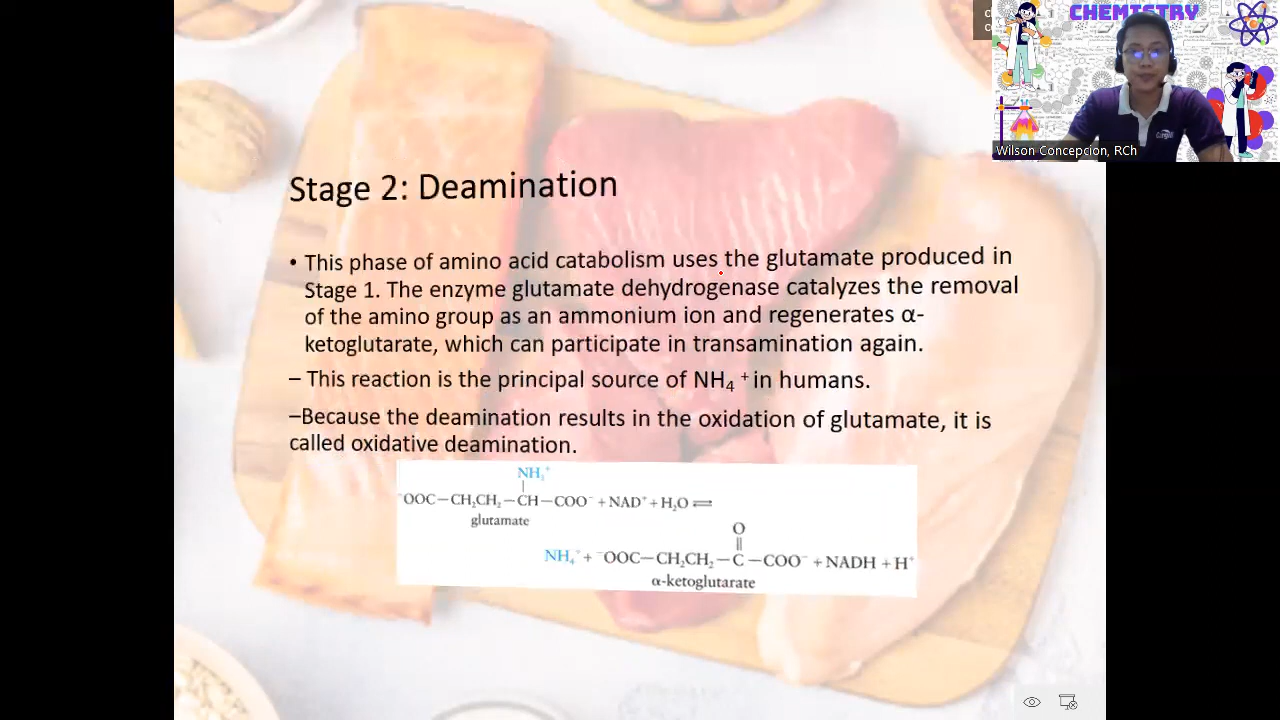 CHEMISTRY
Wilson Concepcion, RCh
Stage 2: Deamination
• This phase of amino acid catabolism uses the glutamate produced in
Stage 1. The enzyme glutamate dehydrogenase catalyzes the removal
of the amino group as an ammonium ion and regenerates α-
ketoglutarate, which can participate in transamination again.
– This reaction is the principal source of NH₄ ⁺ in humans.
–Because the deamination results in the oxidation of glutamate, it is
called oxidative deamination.
NH₃⁺
⁻OOC—CH₂CH₂—CH—COO⁻ + NAD⁺ + H₂O ⇌
glutamate
O
NH₄⁺ + ⁻OOC—CH₂CH₂—C—COO⁻ + NADH + H⁺
α-ketoglutarate